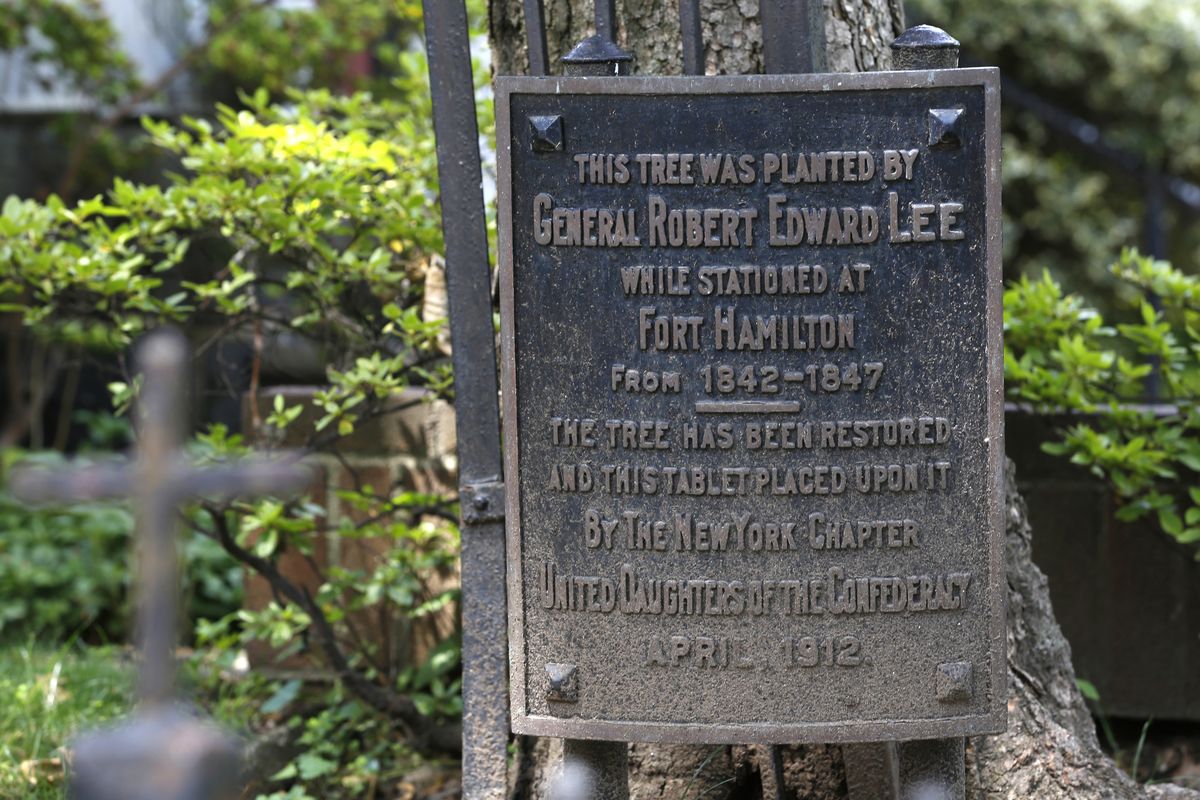 THIS TREE WAS PLANTED BY
GENERAL ROBERT EDWARD LEE
WHILE STATIONED AT
FORT HAMILTON
FROM 1842-1847
THE TREE HAS BEEN RESTORED
AND THIS TABLET PLACED UPON IT
BY THE NEW YORK CHAPTER
UNITED DAUGHTERS OF THE CONFEDERACY
APRIL, 1912.